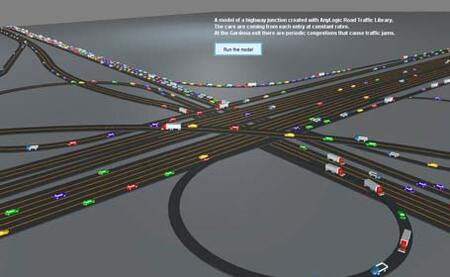 A model of a highway junction created with AnyLogic Road Traffic Library.
The cars are coming from each entry at constant rates.
At the Gardosa exit there are periodic congestions that cause traffic jams.
Run the model